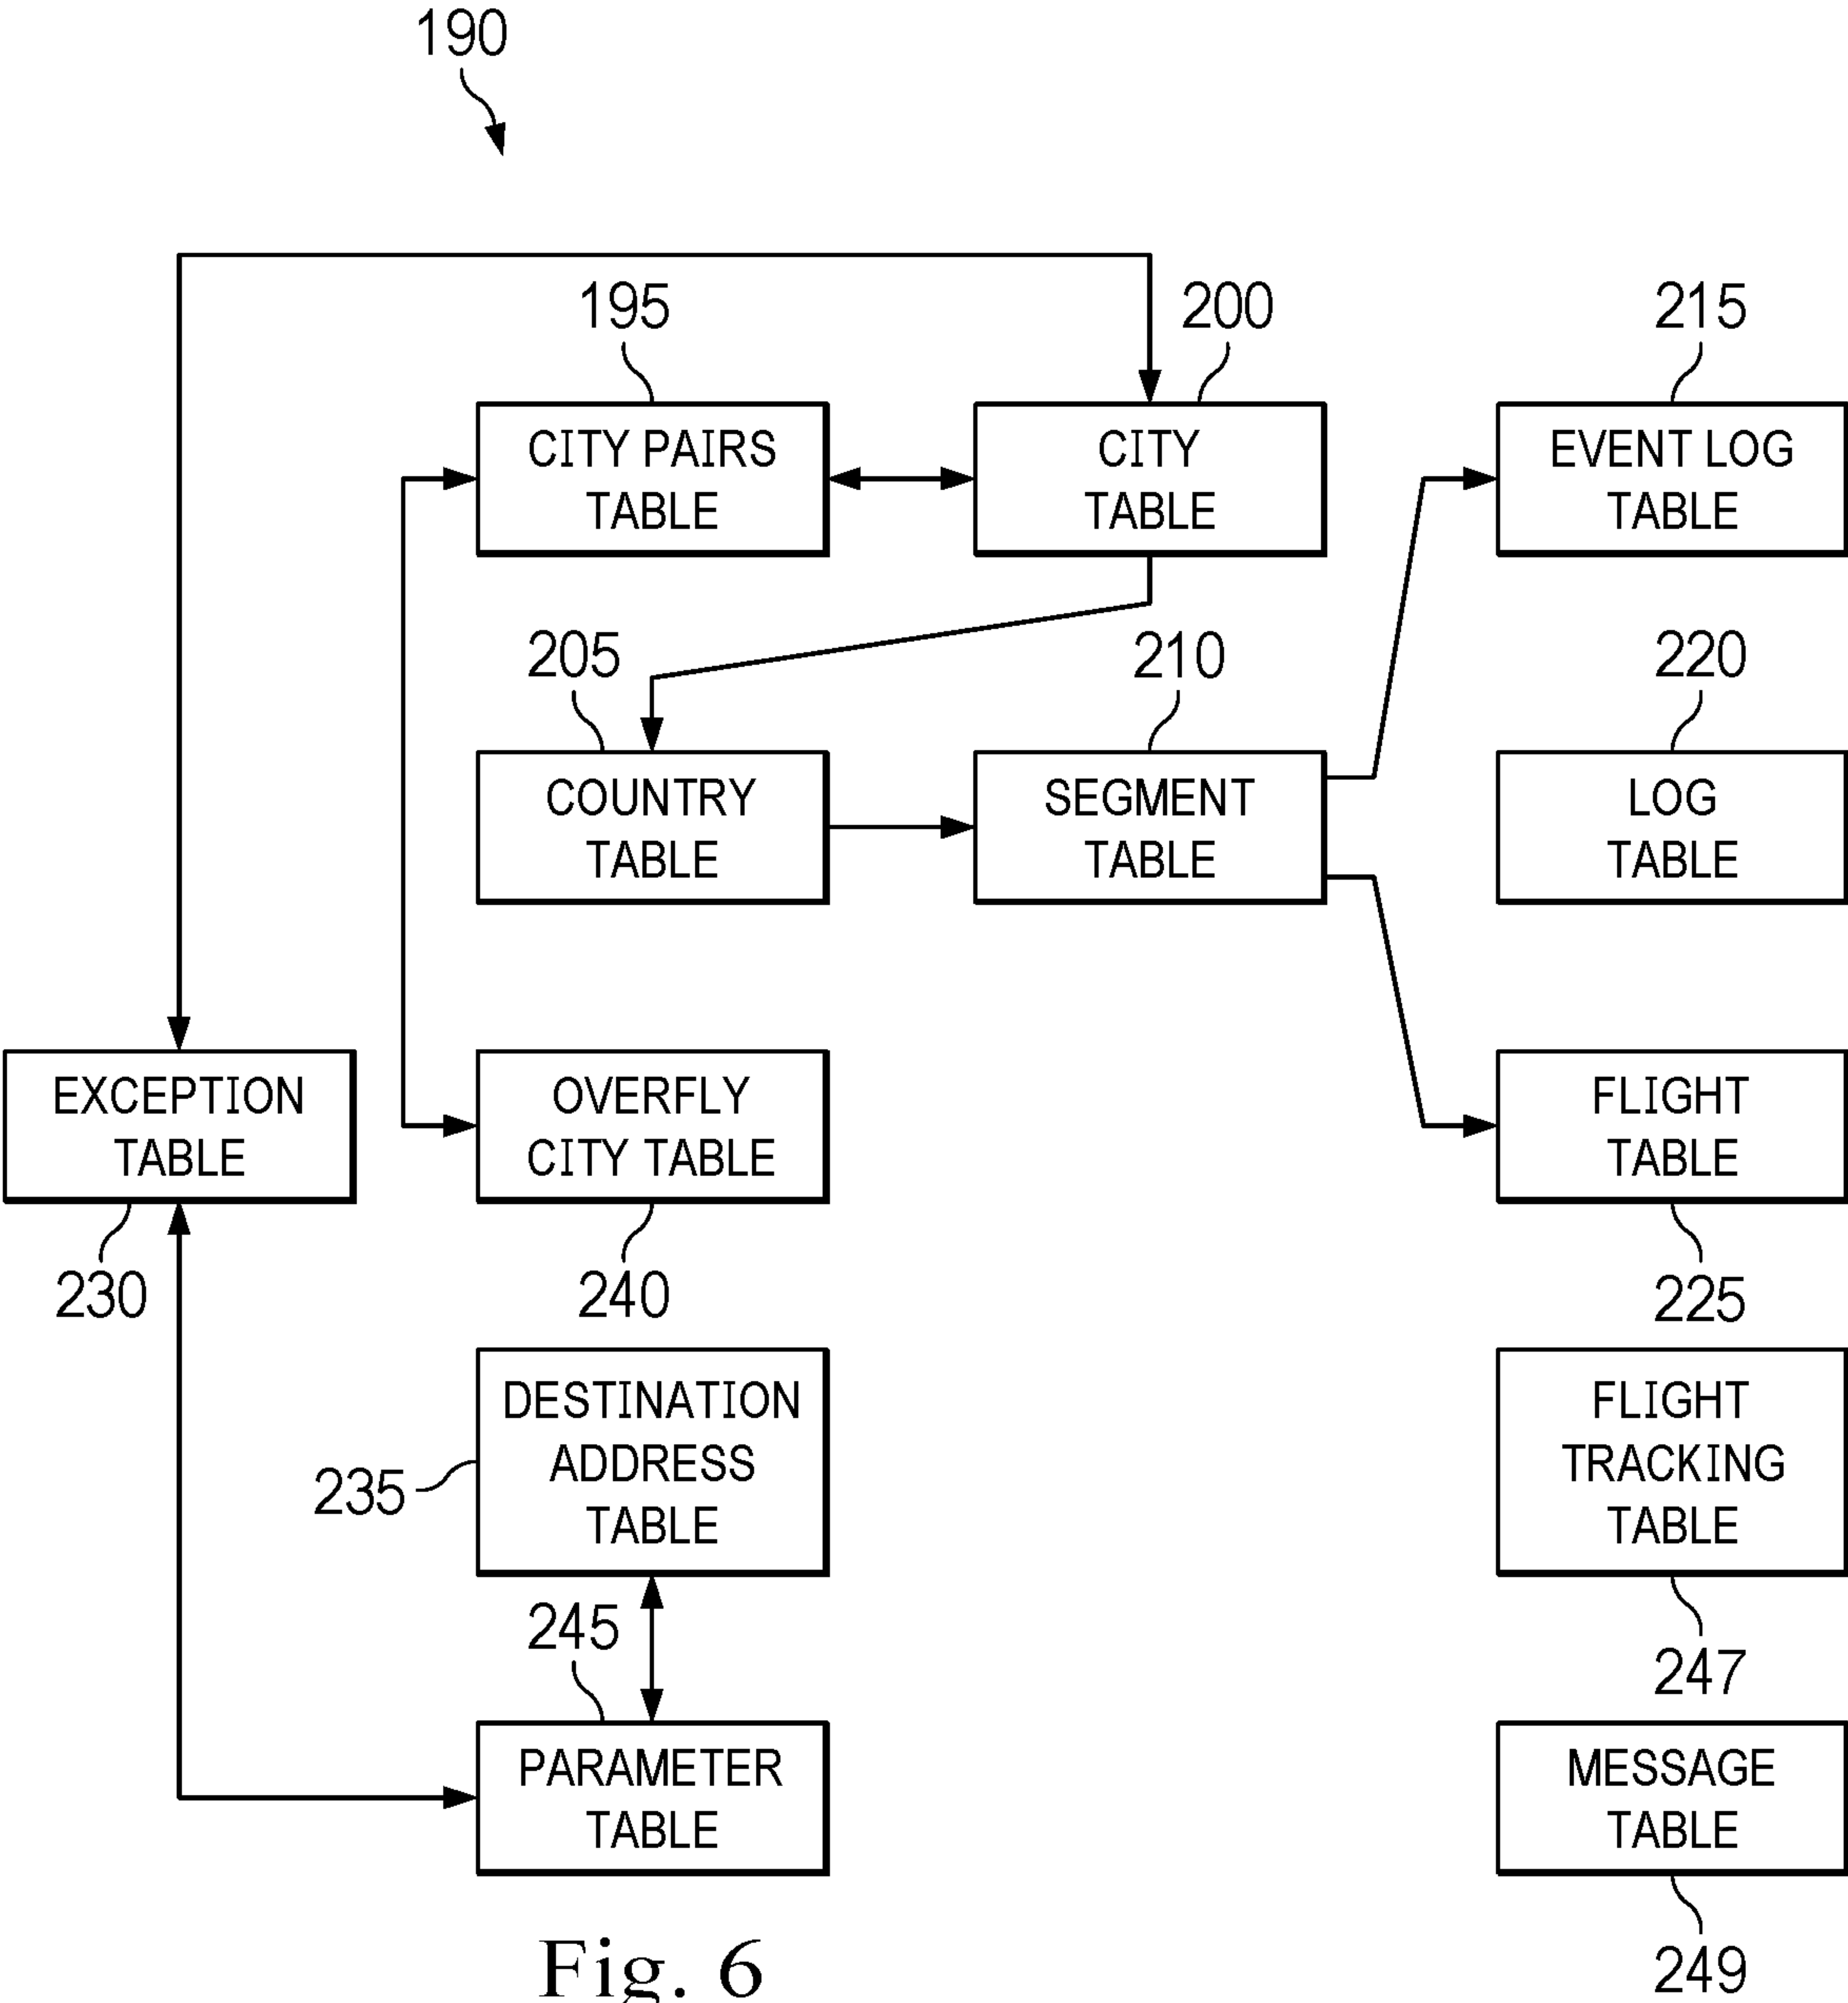 190
195
200
215
CITY PAIRS
TABLE
CITY
TABLE
EVENT LOG
TABLE
205
210
220
COUNTRY
TABLE
SEGMENT
TABLE
LOG
TABLE
EXCEPTION
TABLE
OVERFLY
CITY TABLE
FLIGHT
TABLE
230
240
225
DESTINATION
ADDRESS
TABLE
235
FLIGHT
TRACKING
TABLE
245
247
PARAMETER
TABLE
MESSAGE
TABLE
249
Fig. 6